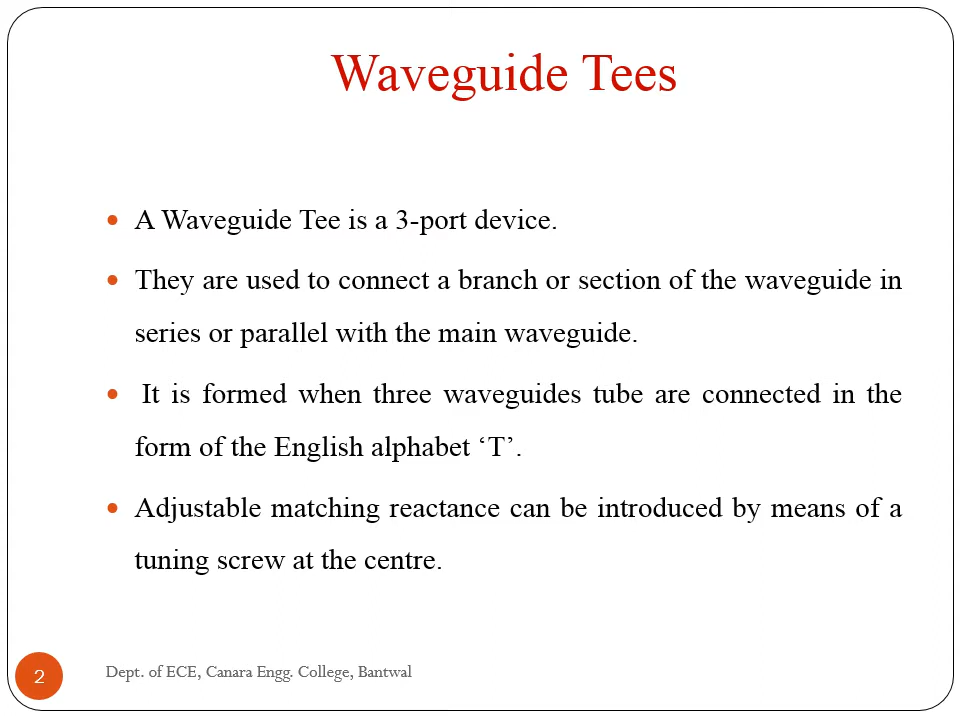 Waveguide Tees
A Waveguide Tee is a 3-port device.
They are used to connect a branch or section of the waveguide in
series or parallel with the main waveguide.
It is formed when three waveguides tube are connected in the
form of the English alphabet ‘T’.
Adjustable matching reactance can be introduced by means of a
tuning screw at the centre.
2
Dept. of ECE, Canara Engg. College, Bantwal